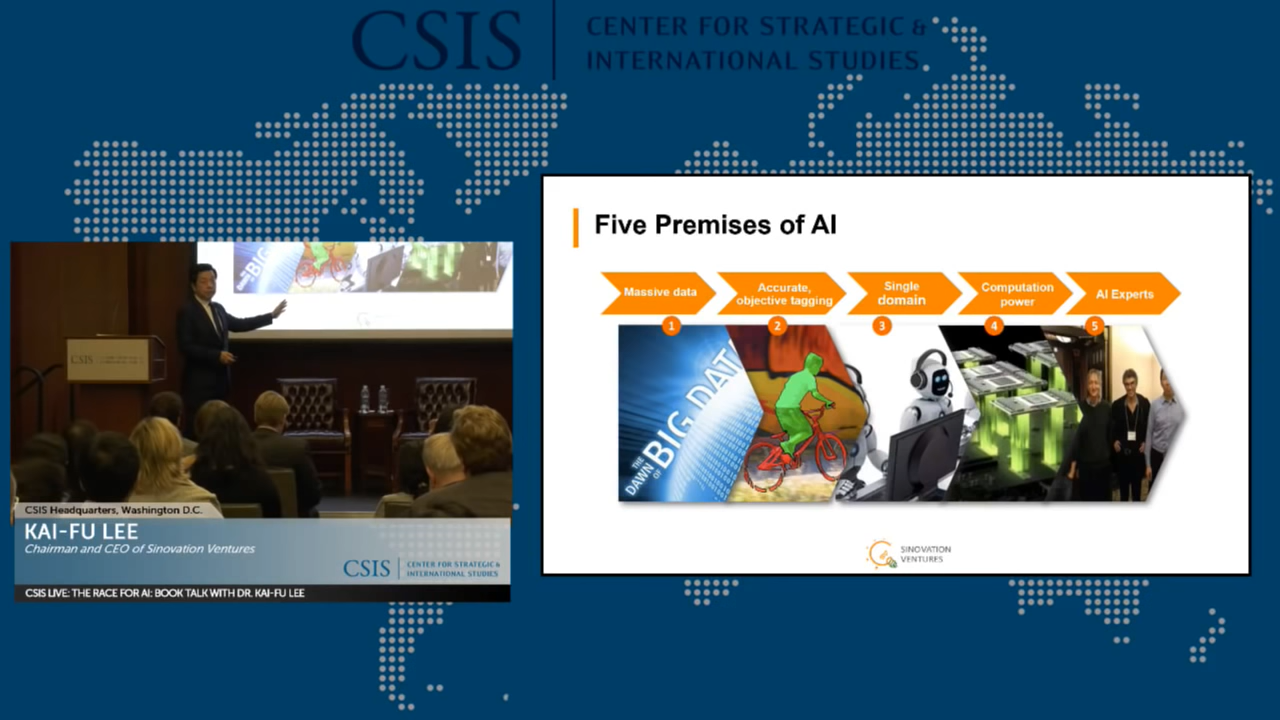 CSIS
CENTER FOR STRATEGIC &
INTERNATIONAL STUDIES
Five Premises of AI
Massive data
Accurate,
objective tagging
Single
domain
Computation
power
AI Experts
1
2
3
4
5
THE
DAWN
OF
BIG DATA
SINOVATION
VENTURES
BIG
CSIS
CSIS Headquarters, Washington D.C.
KAI-FU LEE
Chairman and CEO of Sinovation Ventures
CSIS
CENTER FOR STRATEGIC &
INTERNATIONAL STUDIES
CSIS LIVE: THE RACE FOR AI: BOOK TALK WITH DR. KAI-FU LEE